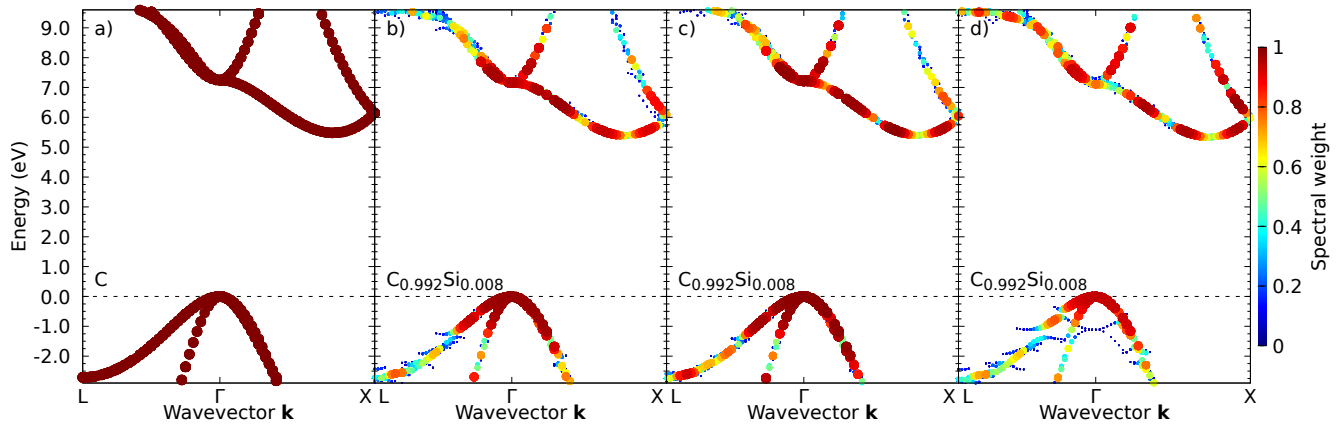 a) b) c) d)
9.0
8.0
7.0
6.0
5.0
4.0
3.0
2.0
1.0
0.0
-1.0
-2.0
Energy (eV)
C
C0.992Si0.008
C0.992Si0.008
C0.992Si0.008
L Γ X
L Γ X
L Γ X
L Γ X
Wavevector k
Wavevector k
Wavevector k
Wavevector k
1
0.8
0.6
0.4
0.2
0
Spectral weight